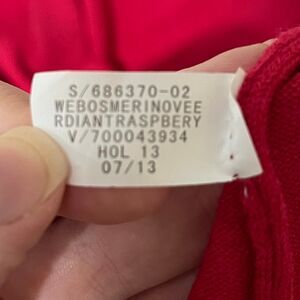 S/686370-02
WEBOSMERINOVEE
RDIANTRASPBERY
V/700043934
HOL 13
07/13